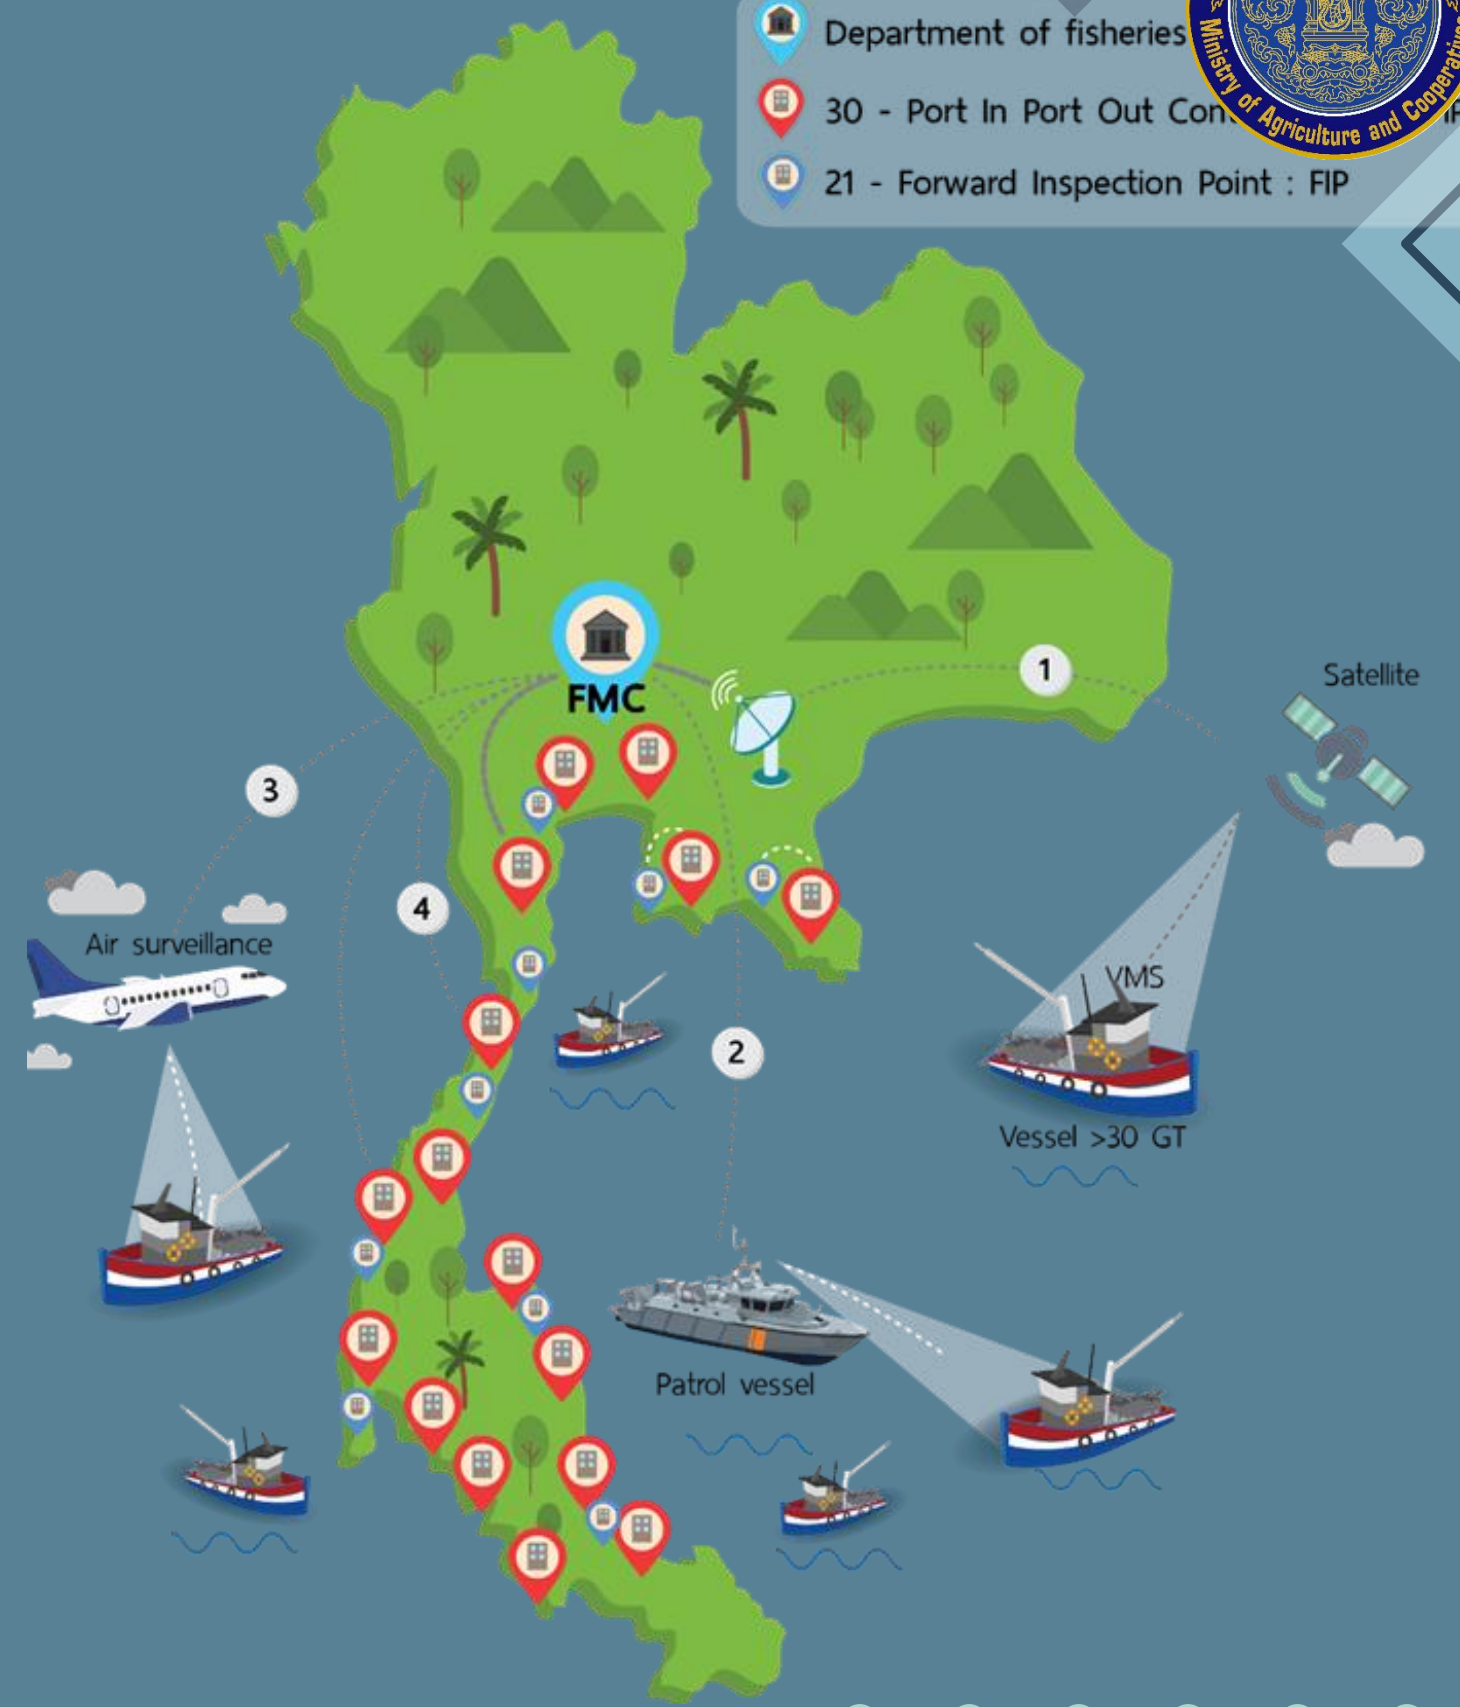 Department of fisheries
30 - Port In Port Out
21 - Forward Inspection Point : FIP
Ministry of Agriculture and
FMC
1
Satellite
3
4
Air surveillance
VMS
2
Vessel >30 GT
Patrol vessel